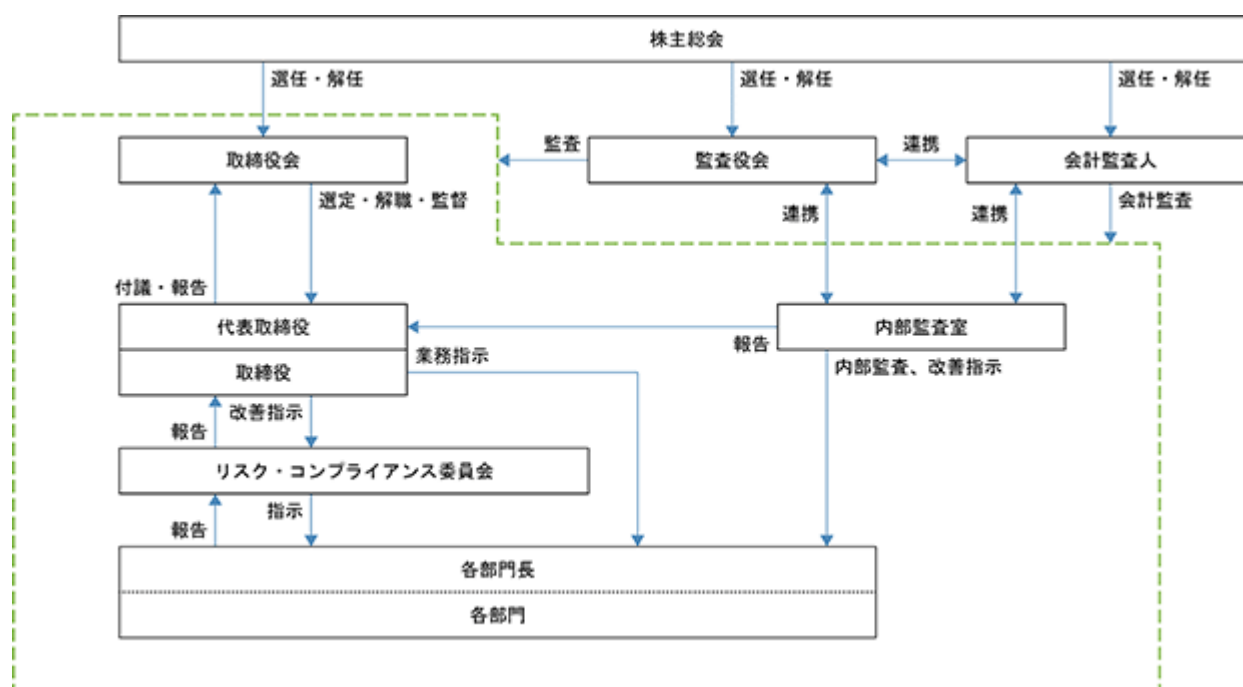 株主総会
選任・解任
選任・解任
選任・解任
取締役会
監査
監査役会
連携
会計監査人
選定・解職・監督
連携
連携
会計監査
付議・報告
代表取締役
報告
内部監査室
取締役
業務指示
内部監査、改善指示
報告
改善指示
リスク・コンプライアンス委員会
報告
指示
各部門長
各部門